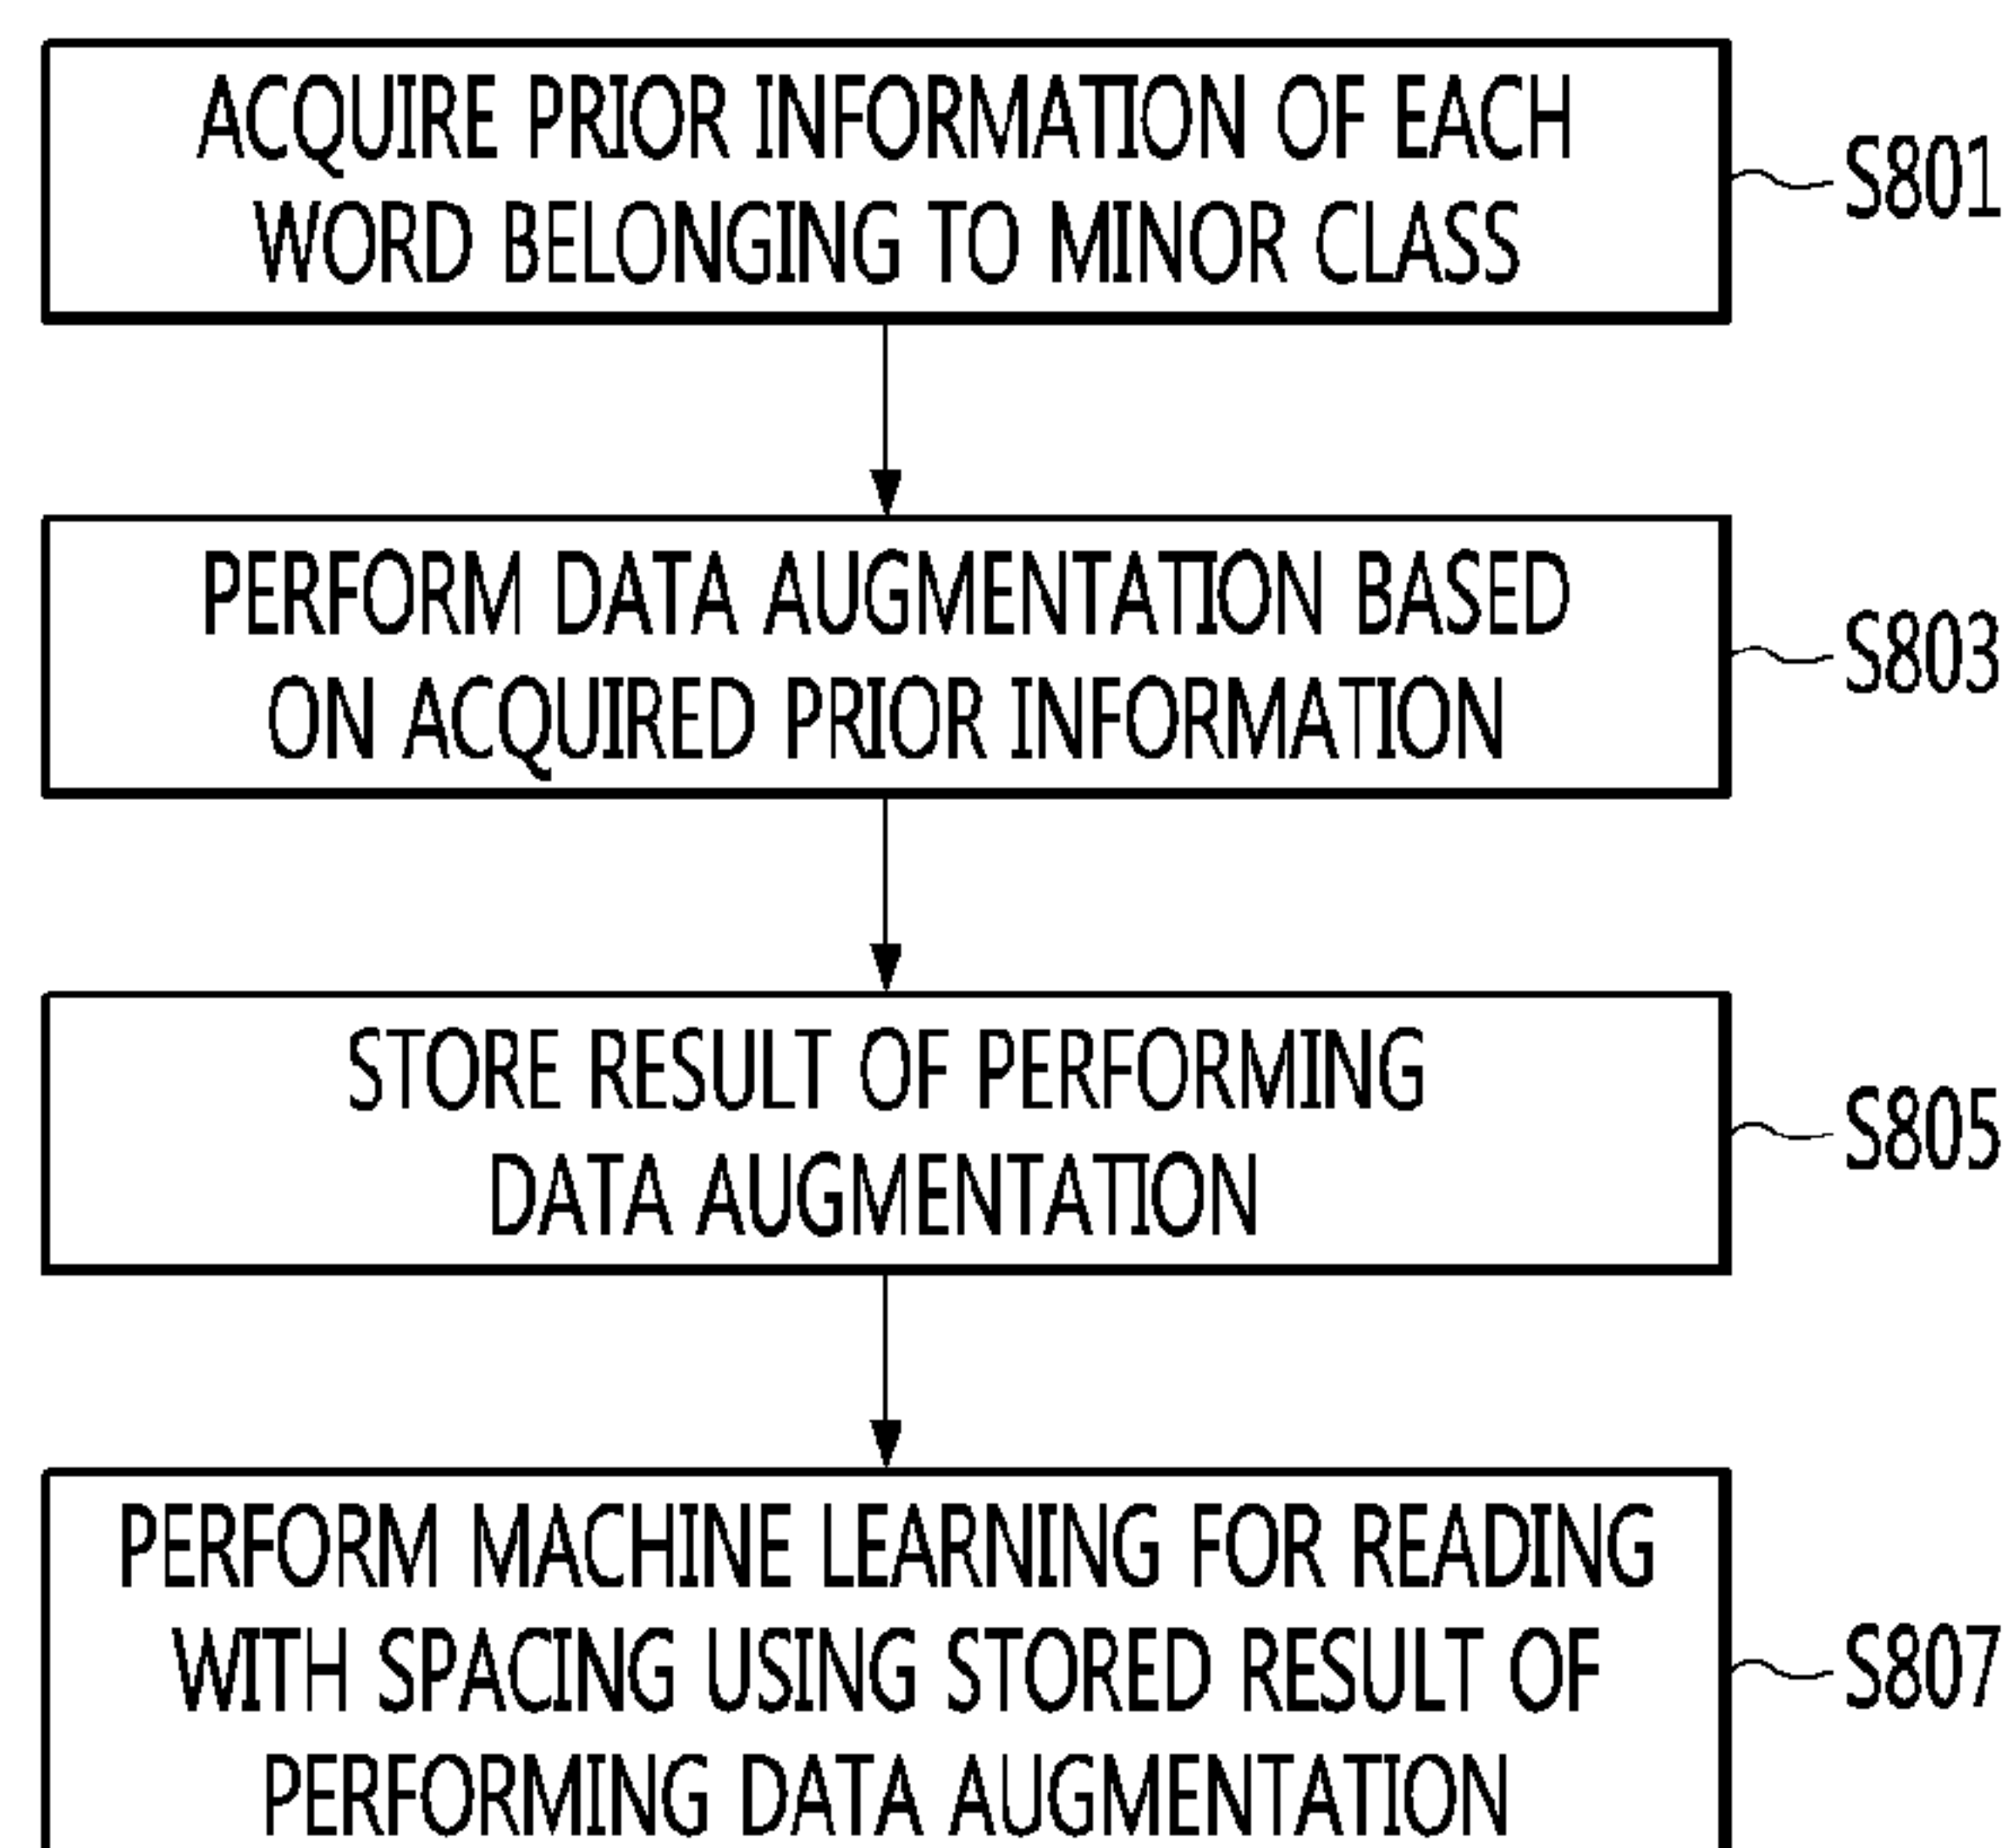 ACQUIRE PRIOR INFORMATION OF EACH
WORD BELONGING TO MINOR CLASS
S801
PERFORM DATA AUGMENTATION BASED
ON ACQUIRED PRIOR INFORMATION
S803
STORE RESULT OF PERFORMING
DATA AUGMENTATION
S805
PERFORM MACHINE LEARNING FOR READING
WITH SPACING USING STORED RESULT OF
PERFORMING DATA AUGMENTATION
S807